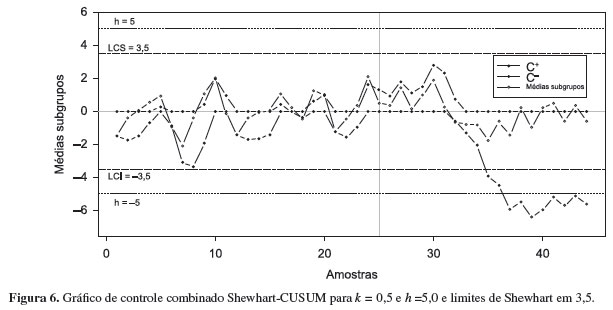 6
h = 5
LCS = 3,5
4
2
0
−2
−4
−6
Médias subgrupos
C+
C−
Médias subgrupos
LCI = −3,5
h = −5
0
10
20
30
40
Amostras
Figura 6. Gráfico de controle combinado Shewhart-CUSUM para k = 0,5 e h =5,0 e limites de Shewhart em 3,5.